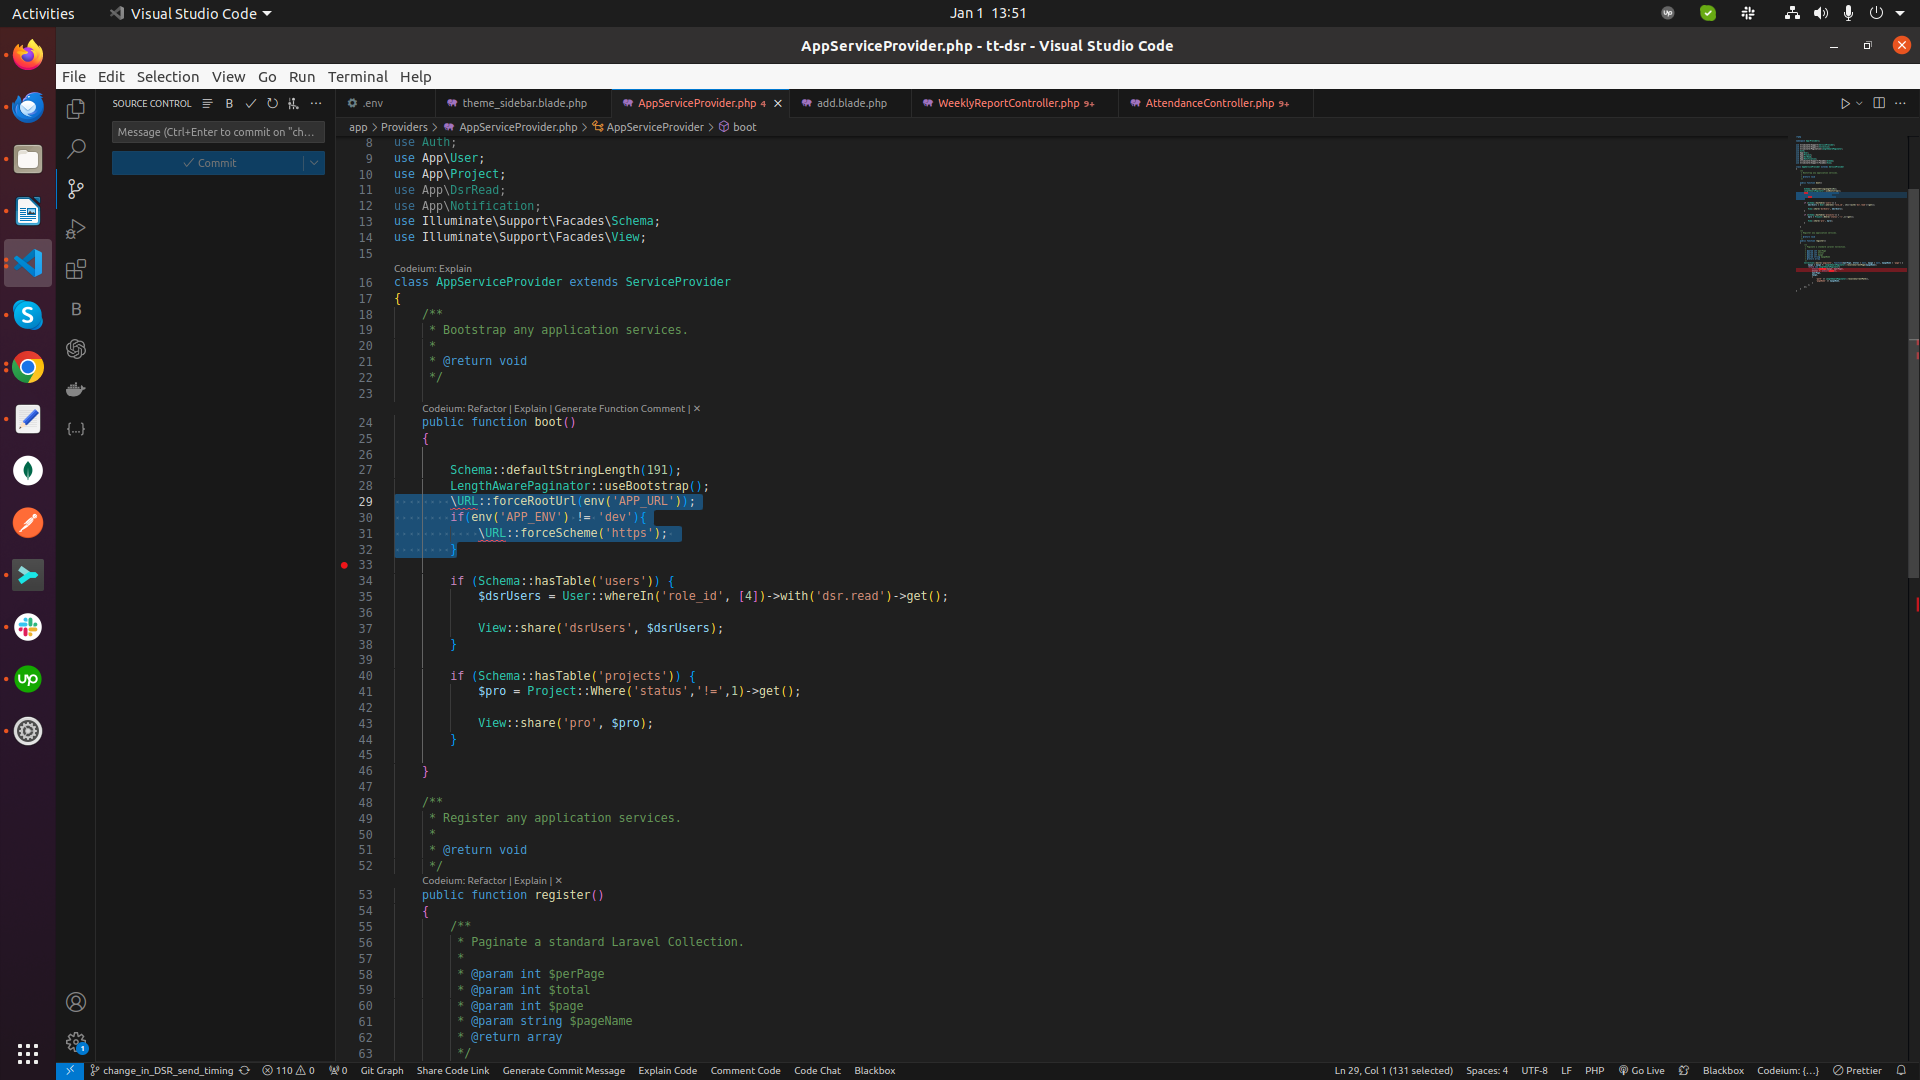 Activities
Visual Studio Code
Jan 1 13:51
AppServiceProvider.php - tt-dsr - Visual Studio Code
File Edit Selection View Go Run Terminal Help
SOURCE CONTROL
B
.env
theme_sidebar.blade.php
AppServiceProvider.php 4
add.blade.php
WeeklyReportController.php 9+
AttendanceController.php 9+
Message (Ctrl+Enter to commit on "ch...
Commit
app > Providers > AppServiceProvider.php > AppServiceProvider > boot
8 use Auth;
9 use App\User;
10 use App\Project;
11 use App\DsrRead;
12 use App\Notification;
13 use Illuminate\Support\Facades\Schema;
14 use Illuminate\Support\Facades\View;
15
Codeium: Explain
16 class AppServiceProvider extends ServiceProvider
17 {
18 /**
19 * Bootstrap any application services.
20 *
21 * @return void
22 */
23
Codeium: Refactor | Explain | Generate Function Comment | ✕
24 public function boot()
25 {
26
27 Schema::defaultStringLength(191);
28 LengthAwarePaginator::useBootstrap();
29 \URL::forceRootUrl(env('APP_URL'));
30 if(env('APP_ENV') != 'dev'){
31 \URL::forceScheme('https');
32 }
33
34 if (Schema::hasTable('users')) {
35 $dsrUsers = User::whereIn('role_id', [4])->with('dsr.read')->get();
36
37 View::share('dsrUsers', $dsrUsers);
38 }
39
40 if (Schema::hasTable('projects')) {
41 $pro = Project::Where('status','!=',1)->get();
42
43 View::share('pro', $pro);
44 }
45
46 }
47
48 /**
49 * Register any application services.
50 *
51 * @return void
52 */
Codeium: Refactor | Explain | ✕
53 public function register()
54 {
55 /**
56 * Paginate a standard Laravel Collection.
57 *
58 * @param int $perPage
59 * @param int $total
60 * @param int $page
61 * @param string $pageName
62 * @return array
63 */
change_in_DSR_send_timing
110
0
0
Git Graph
Share Code Link
Generate Commit Message
Explain Code
Comment Code
Code Chat
Blackbox
Ln 29, Col 1 (131 selected)
Spaces: 4
UTF-8
LF
PHP
Go Live
Blackbox
Codeium: {...}
Prettier